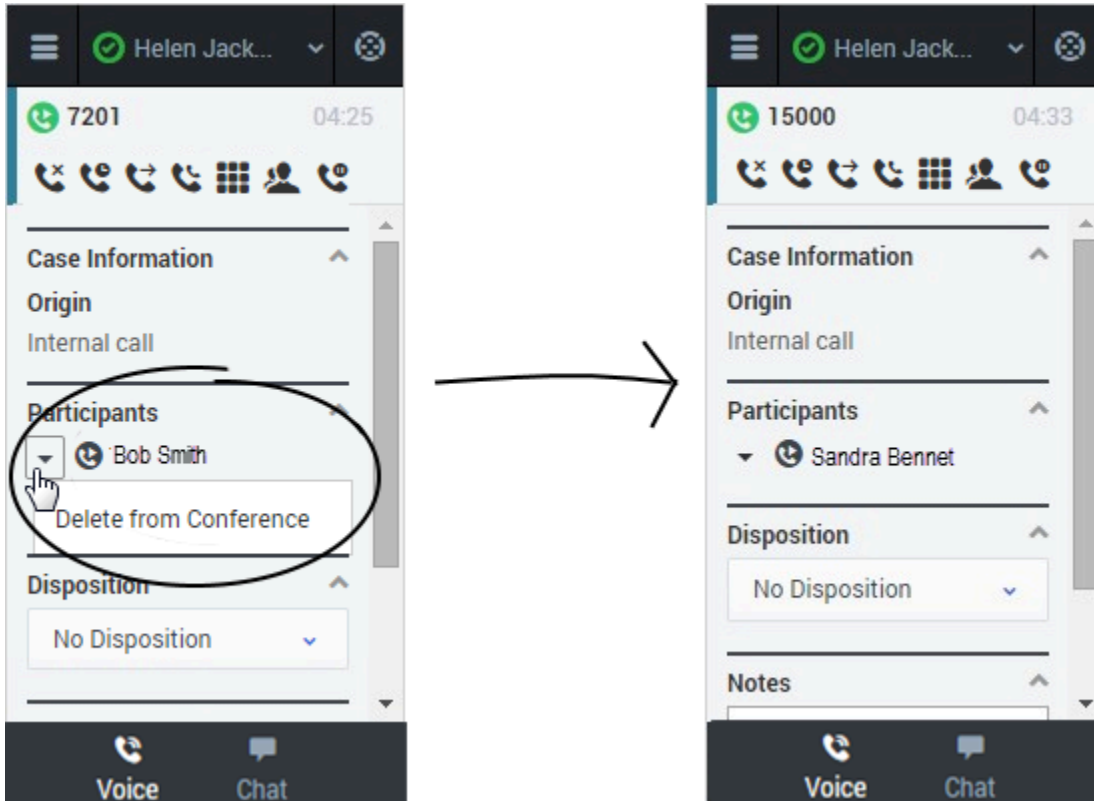 Helen Jack...
7201 04:25
Case Information
Origin
Internal call
Participants
Bob Smith
Delete from Conference
Disposition
No Disposition
Voice Chat
Helen Jack...
15000 04:33
Case Information
Origin
Internal call
Participants
Sandra Bennet
Disposition
No Disposition
Notes
Voice Chat